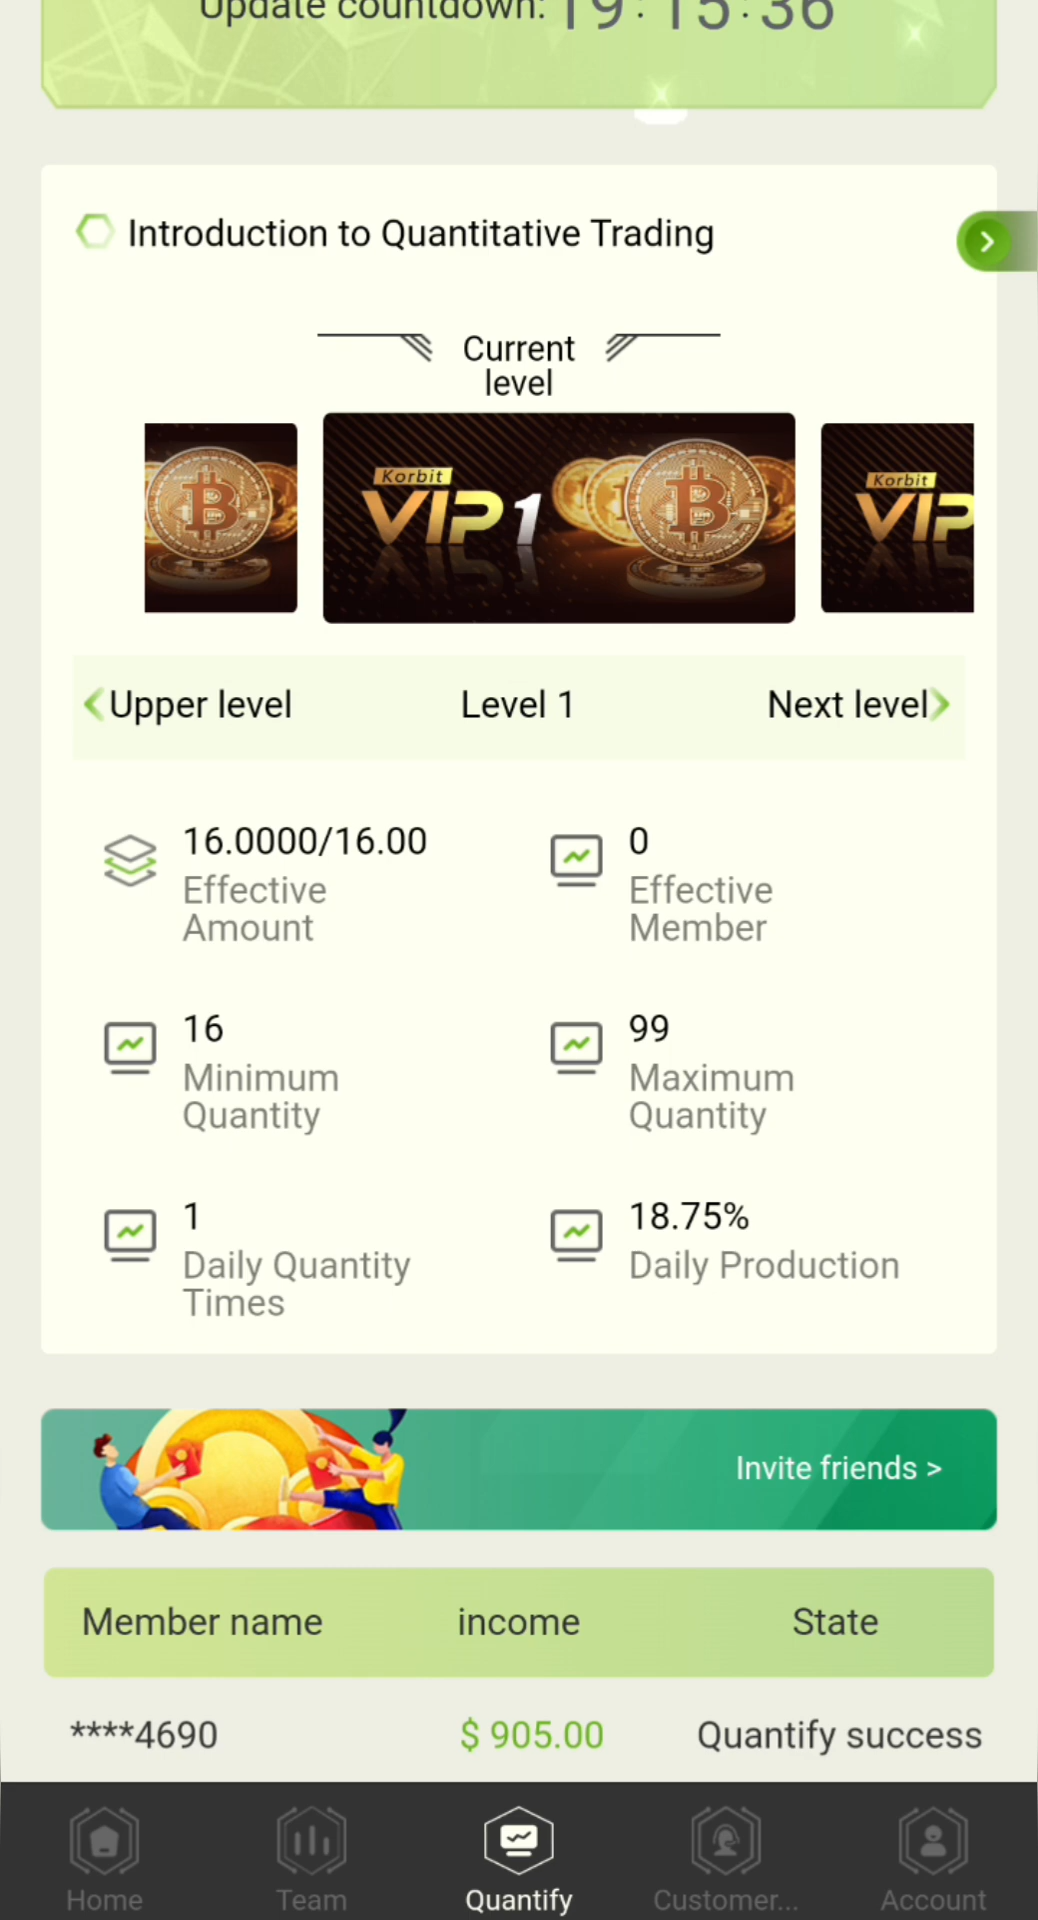 Update countdown: 19:15:36
Introduction to Quantitative Trading
Current
level
Korbit
VIP 1
Korbit
VIP
Upper level
Level 1
Next level
16.0000/16.00
Effective
Amount
0
Effective
Member
16
Minimum
Quantity
99
Maximum
Quantity
1
Daily Quantity
Times
18.75%
Daily Production
Invite friends >
Member name
income
State
****4690
$ 905.00
Quantify success
Home
Team
Quantify
Customer...
Account